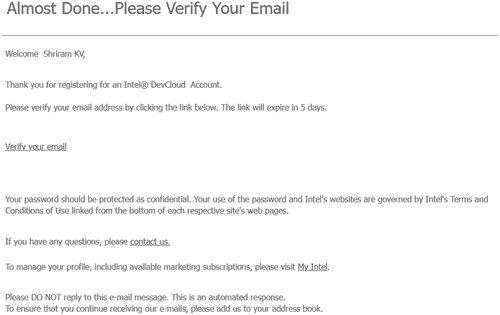 Almost Done...Please Verify Your Email
Welcome  Shriram KV,
Thank you for registering for an Intel® DevCloud  Account.
Please verify your email address by clicking the link below. The link will expire in 5 days.
Verify your email
Your password should be protected as confidential. Your use of the password and Intel's websites are governed by Intel's Terms and
Conditions of Use linked from the bottom of each respective site's web pages.
If you have any questions, please contact us.
To manage your profile, including available marketing subscriptions, please visit My Intel.
Please DO NOT reply to this e-mail message. This is an automated response.
To ensure that you continue receiving our e-mails, please add us to your address book.